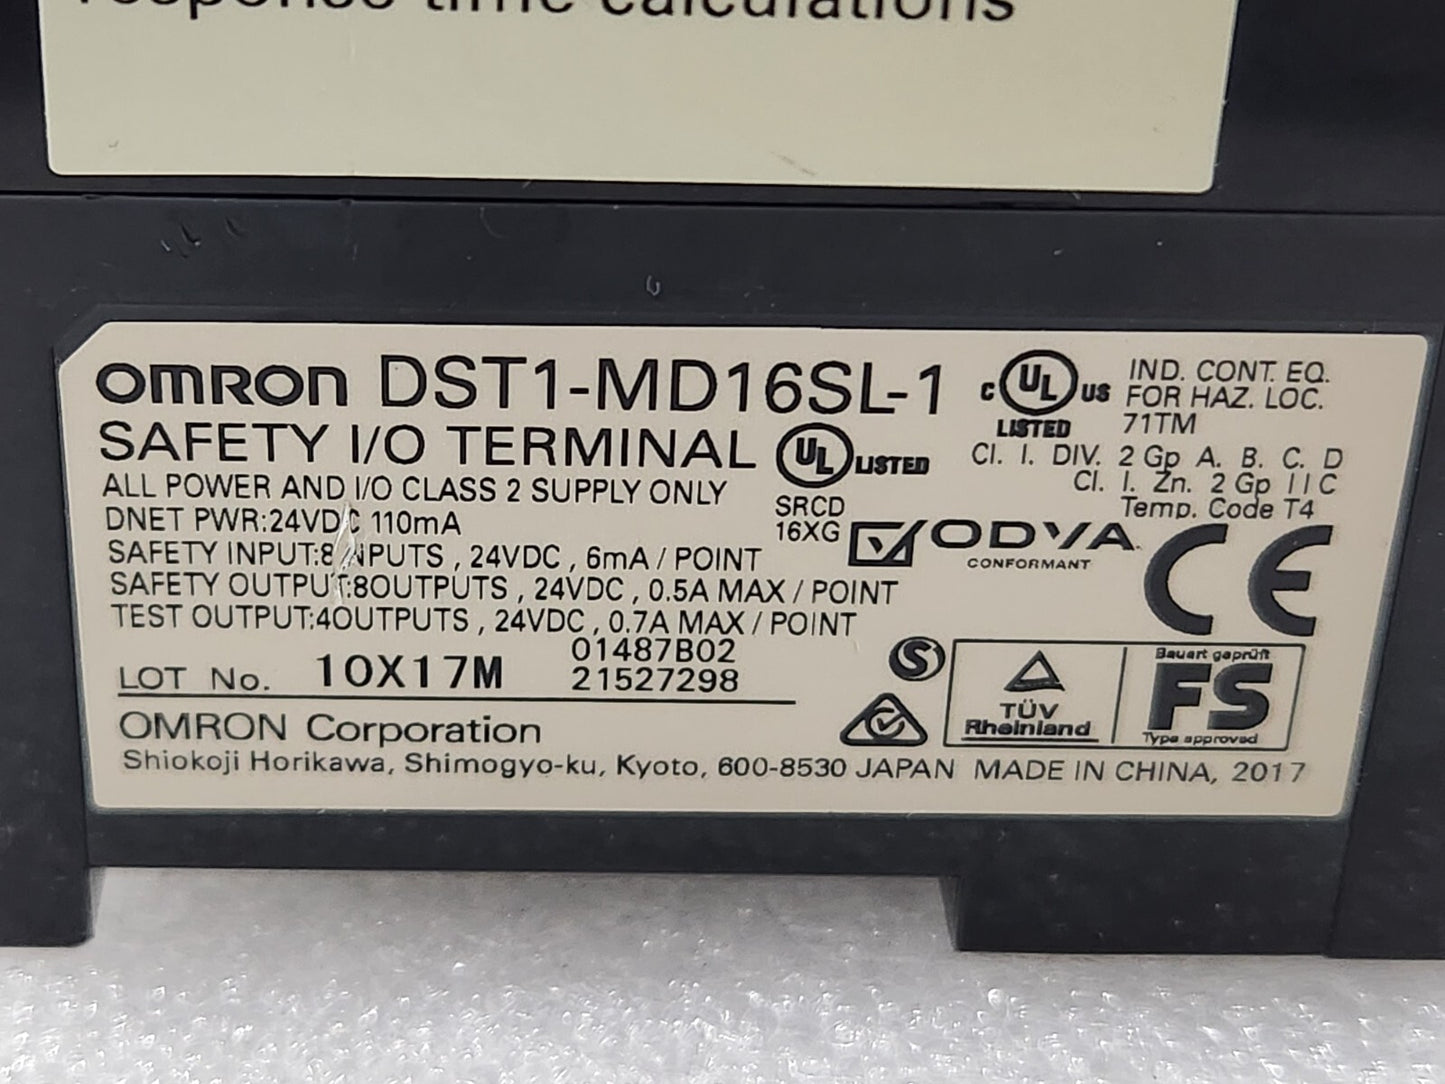 response time calculations
OMRON DST1-MD16SL-1
SAFETY I/O TERMINAL
ALL POWER AND I/O CLASS 2 SUPPLY ONLY
DNET PWR:24VDC 110mA
SAFETY INPUT:8INPUTS , 24VDC , 6mA / POINT
SAFETY OUTPUT:8OUTPUTS , 24VDC , 0.5A MAX / POINT
TEST OUTPUT:4OUTPUTS , 24VDC , 0.7A MAX / POINT
LOT No. 10X17M
01487B02
21527298
OMRON Corporation
Shiokoji Horikawa, Shimogyo-ku, Kyoto, 600-8530 JAPAN MADE IN CHINA, 2017
C UL US
LISTED
IND. CONT. EQ.
FOR HAZ. LOC.
71TM
UL LISTED
Cl. I. DIV. 2 Gp A. B. C. D
Cl. I. Zn. 2 Gp IIC
Temp. Code T4
SRCD
16XG
ODVA
CONFORMANT
CE
S
TÜV
Rheinland
Bauart geprüft
FS
Type approved